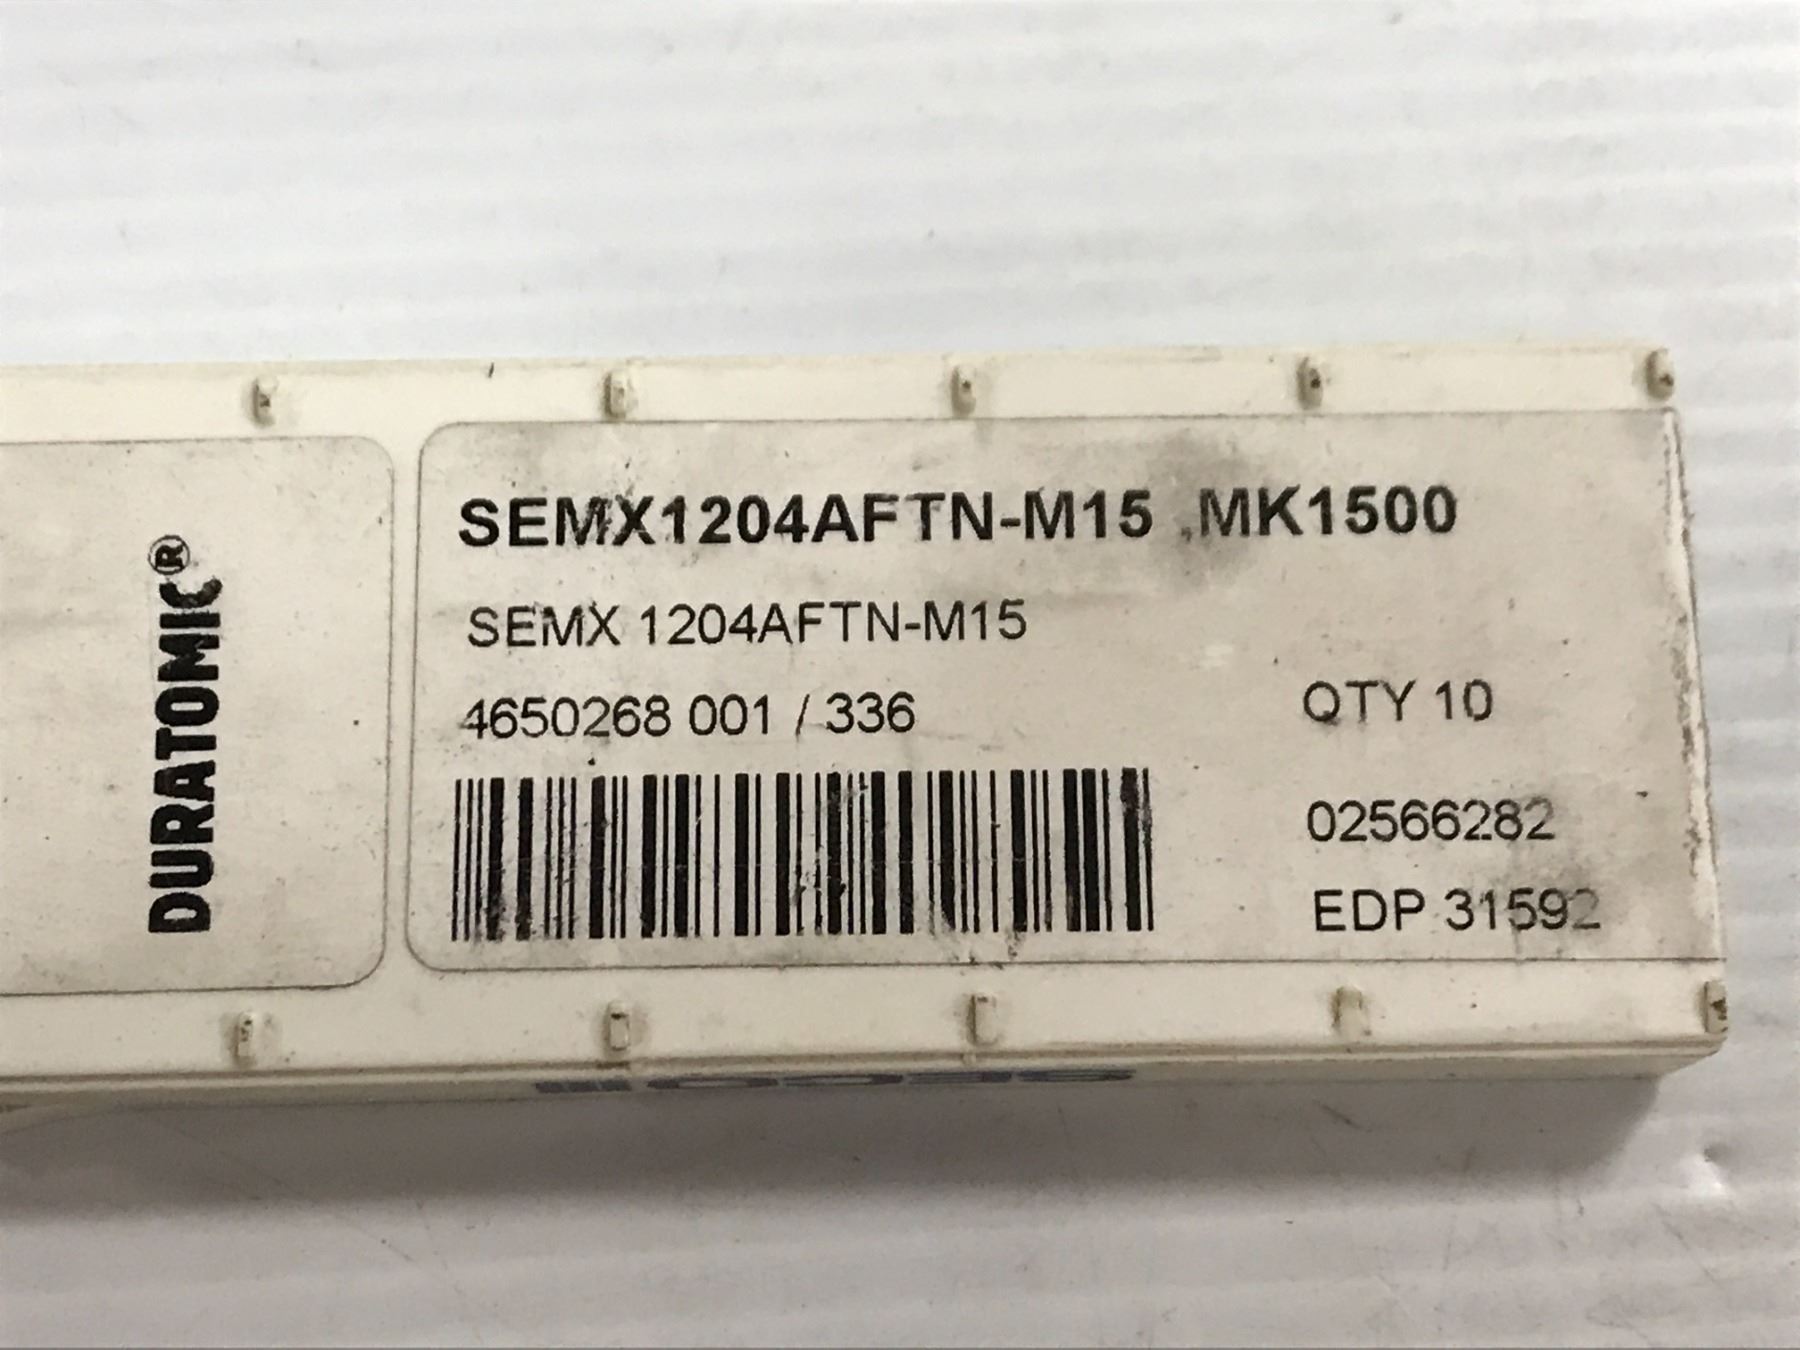 DURATOMIC®
SEMX1204AFTN-M15 ,MK1500
SEMX 1204AFTN-M15
4650268 001 / 336
QTY 10
02566282
EDP 31592